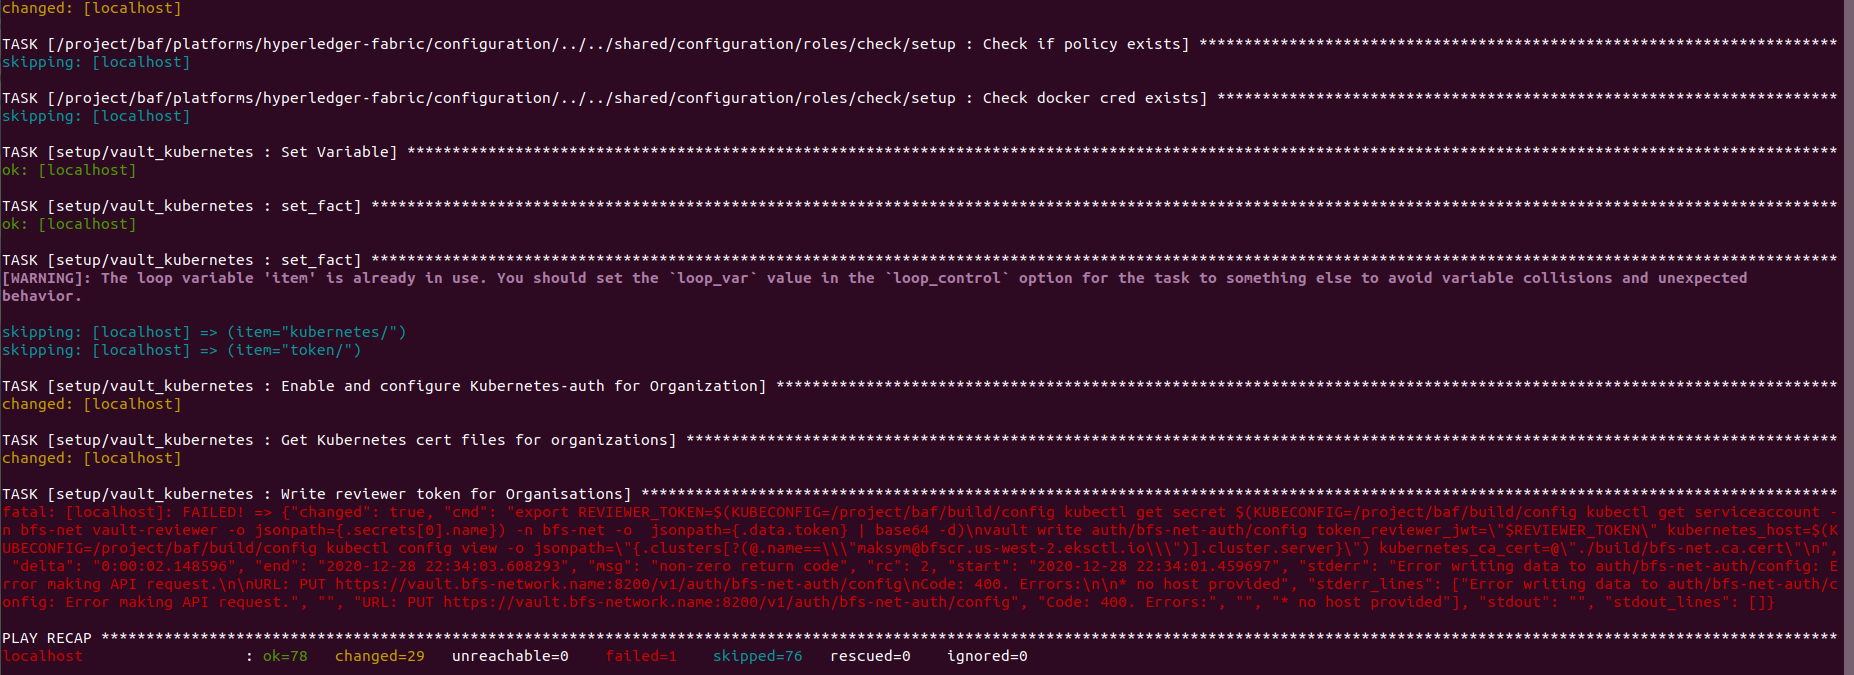 changed: [localhost]
TASK [/project/baf/platforms/hyperledger-fabric/configuration/../../shared/configuration/roles/check/setup : Check if policy exists] ***********************************************************************
skipping: [localhost]
TASK [/project/baf/platforms/hyperledger-fabric/configuration/../../shared/configuration/roles/check/setup : Check docker cred exists] *********************************************************************
skipping: [localhost]
TASK [setup/vault_kubernetes : Set Variable] ***************************************************************************************************************************************************************
ok: [localhost]
TASK [setup/vault_kubernetes : set_fact] *******************************************************************************************************************************************************************
ok: [localhost]
TASK [setup/vault_kubernetes : set_fact] *******************************************************************************************************************************************************************
[WARNING]: The loop variable 'item' is already in use. You should set the `loop_var` value in the `loop_control` option for the task to something else to avoid variable collisions and unexpected
behavior.
skipping: [localhost] => (item="kubernetes/")
skipping: [localhost] => (item="token/")
TASK [setup/vault_kubernetes : Enable and configure Kubernetes-auth for Organization] **********************************************************************************************************************
changed: [localhost]
TASK [setup/vault_kubernetes : Get Kubernetes cert files for organizations] ********************************************************************************************************************************
changed: [localhost]
TASK [setup/vault_kubernetes : Write reviewer token for Organisations] *************************************************************************************************************************************
fatal: [localhost]: FAILED! => {"changed": true, "cmd": "export REVIEWER_TOKEN=$(KUBECONFIG=/project/baf/build/config kubectl get secret $(KUBECONFIG=/project/baf/build/config kubectl get serviceaccount -
n bfs-net vault-reviewer -o jsonpath={.secrets[0].name}) -n bfs-net -o  jsonpath={.data.token} | base64 -d)\nvault write auth/bfs-net-auth/config token_reviewer_jwt=\"$REVIEWER_TOKEN\" kubernetes_host=$(K
UBECONFIG=/project/baf/build/config kubectl config view -o jsonpath=\"{.clusters[?(@.name==\\\"maksym@bfscr.us-west-2.eksctl.io\\\")].cluster.server}\") kubernetes_ca_cert=@\"./build/bfs-net.ca.cert\"\n",
 "delta": "0:00:02.148596", "end": "2020-12-28 22:34:03.608293", "msg": "non-zero return code", "rc": 2, "start": "2020-12-28 22:34:01.459697", "stderr": "Error writing data to auth/bfs-net-auth/config: E
rror making API request.\n\nURL: PUT https://vault.bfs-network.name:8200/v1/auth/bfs-net-auth/config\nCode: 400. Errors:\n\n* no host provided", "stderr_lines": ["Error writing data to auth/bfs-net-auth/c
onfig: Error making API request.", "", "URL: PUT https://vault.bfs-network.name:8200/v1/auth/bfs-net-auth/config", "Code: 400. Errors:", "", "* no host provided"], "stdout": "", "stdout_lines": []}
PLAY RECAP *************************************************************************************************************************************************************************************************
localhost                  : ok=78   changed=29   unreachable=0    failed=1    skipped=76   rescued=0    ignored=0